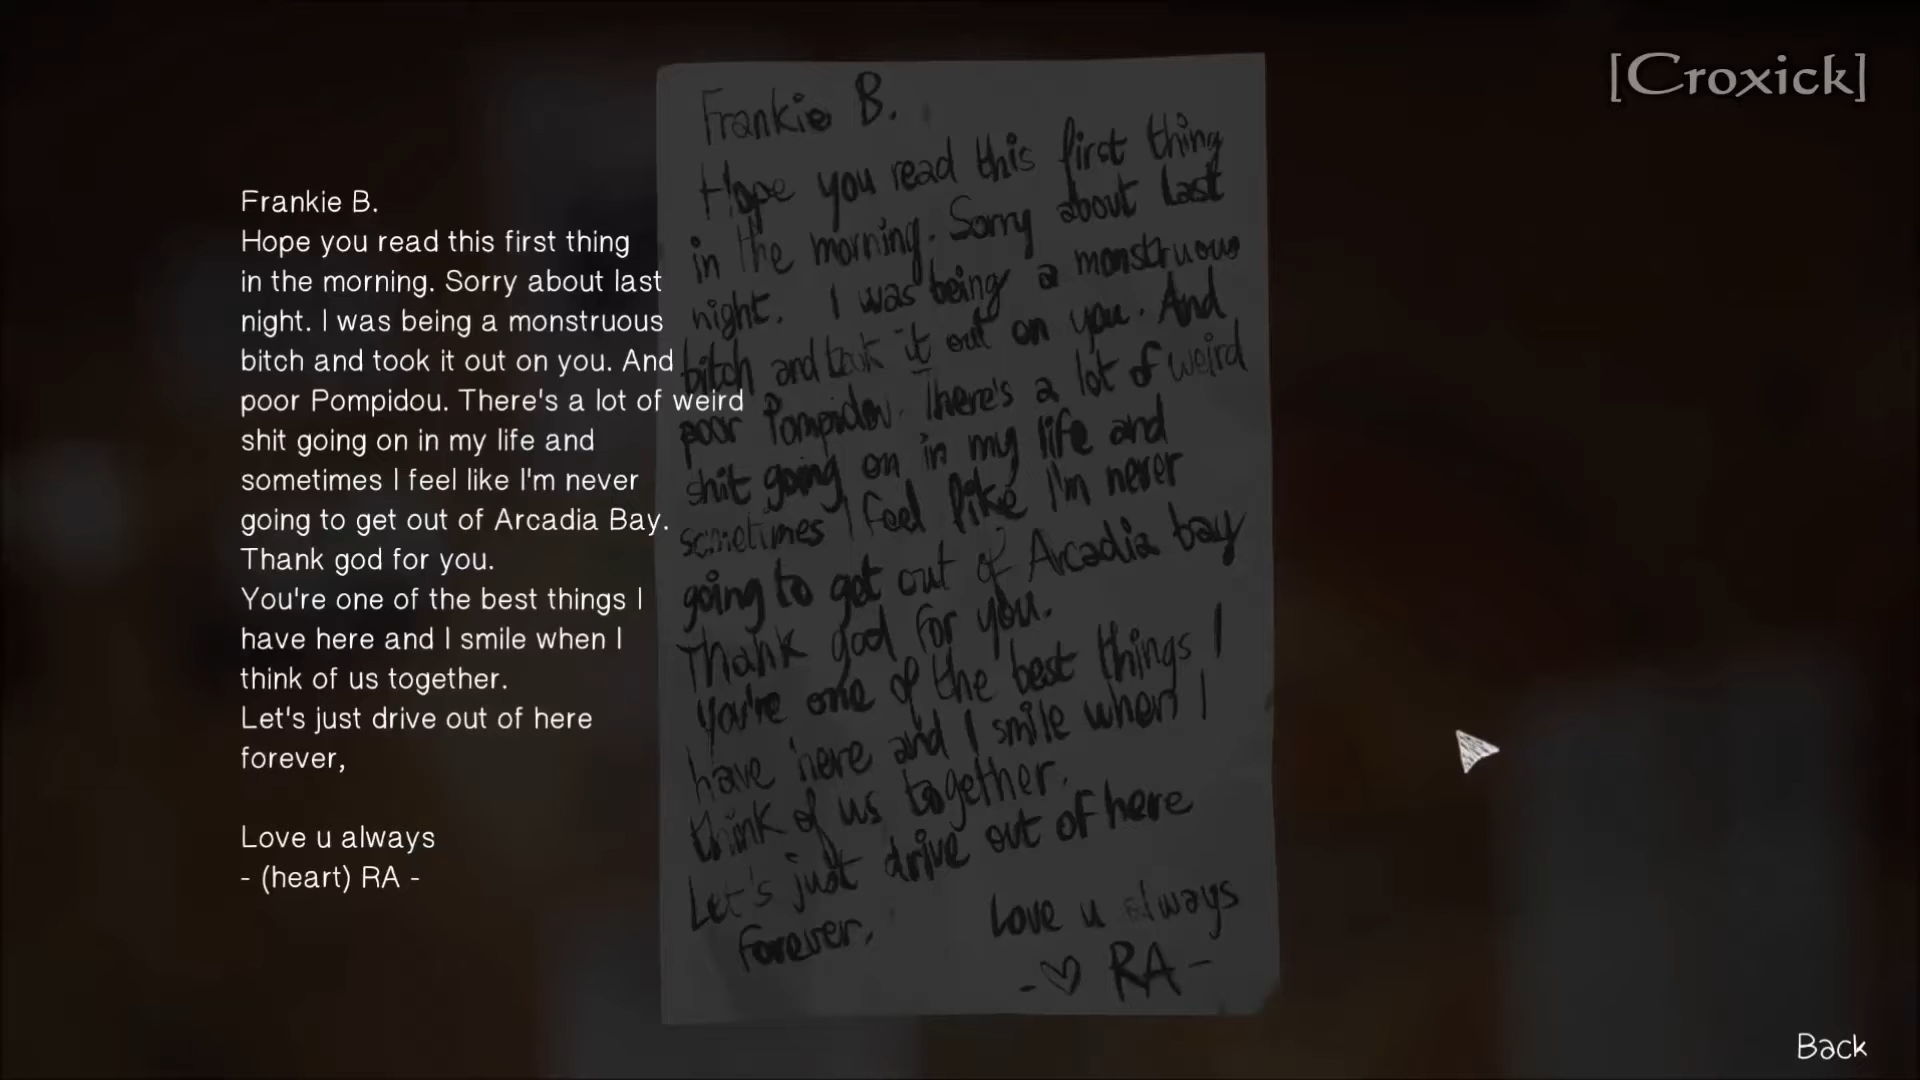 [Croxick]
Frankie B.
Hope you read this first thing
in the morning. Sorry about last
night. I was being a monstruous
bitch and took it out on you. And
poor Pompidou. There's a lot of weird
shit going on in my life and
sometimes I feel like I'm never
going to get out of Arcadia Bay.
Thank god for you.
You're one of the best things I
have here and I smile when I
think of us together.
Let's just drive out of here
forever,
Love u always
- (heart) RA -
Frankie B.
Hope you read this first thing
in the morning. Sorry about last
night. I was being a monstruous
bitch and took it out on you. And
poor Pompidou. There's a lot of weird
shit going on in my life and
sometimes I feel like I'm never
going to get out of Arcadia bay
Thank god for you.
You're one of the best things I
have here and I smile when I
think of us together.
Let's just drive out of here
forever,
Love u always
- ♡ RA -
Back